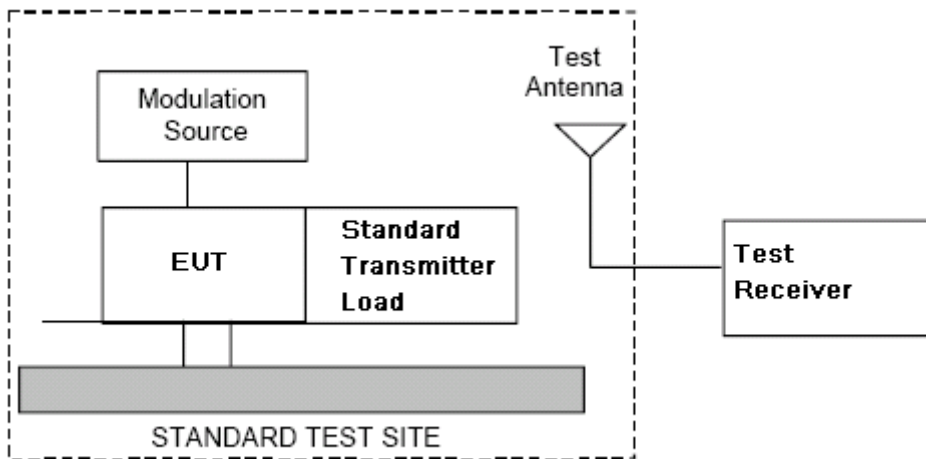 Test
Antenna
Modulation
Source
EUT
Standard
Transmitter
Load
Test
Receiver
STANDARD TEST SITE